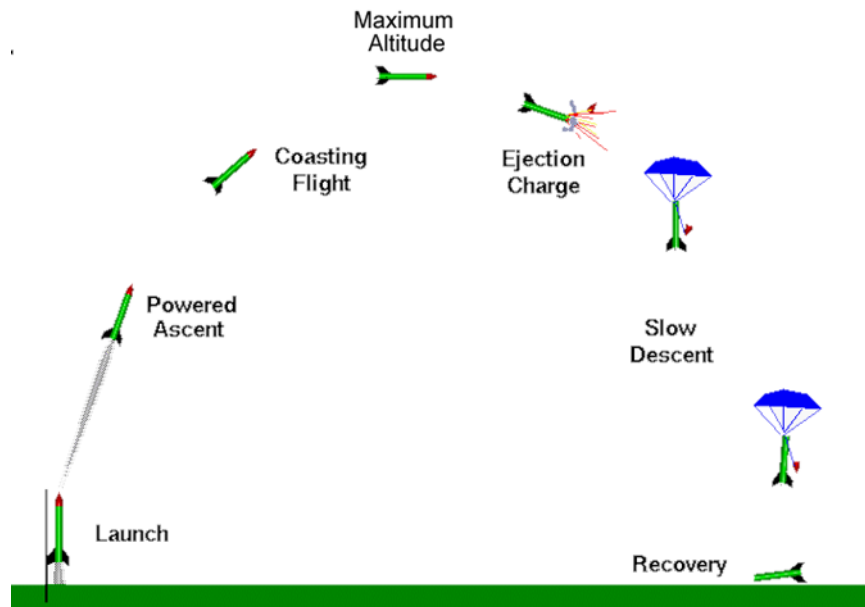 Maximum
Altitude
Coasting
Flight
Ejection
Charge
Powered
Ascent
Slow
Descent
Launch
Recovery